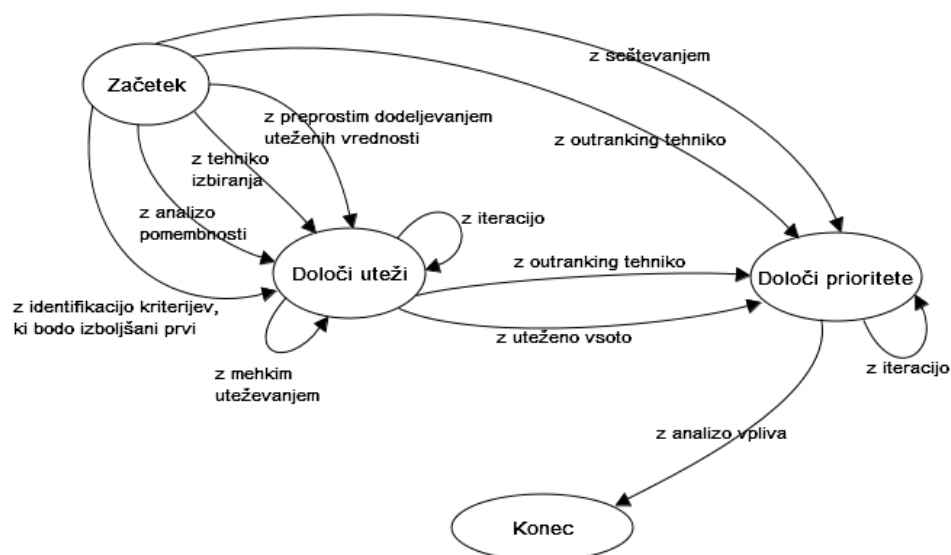 z seštevanjem
Začetek
z preprostim dodeljevanjem
uteženih vrednosti
z outranking tehniko
z tehniko
izbiranja
z analizo
pomembnosti
z iteracijo
Določi uteži
z outranking tehniko
Določi prioritete
z identifikacijo kriterijev,
ki bodo izboljšani prvi
z uteženo vsoto
z mehkim
uteževanjem
z iteracijo
z analizo vpliva
Konec